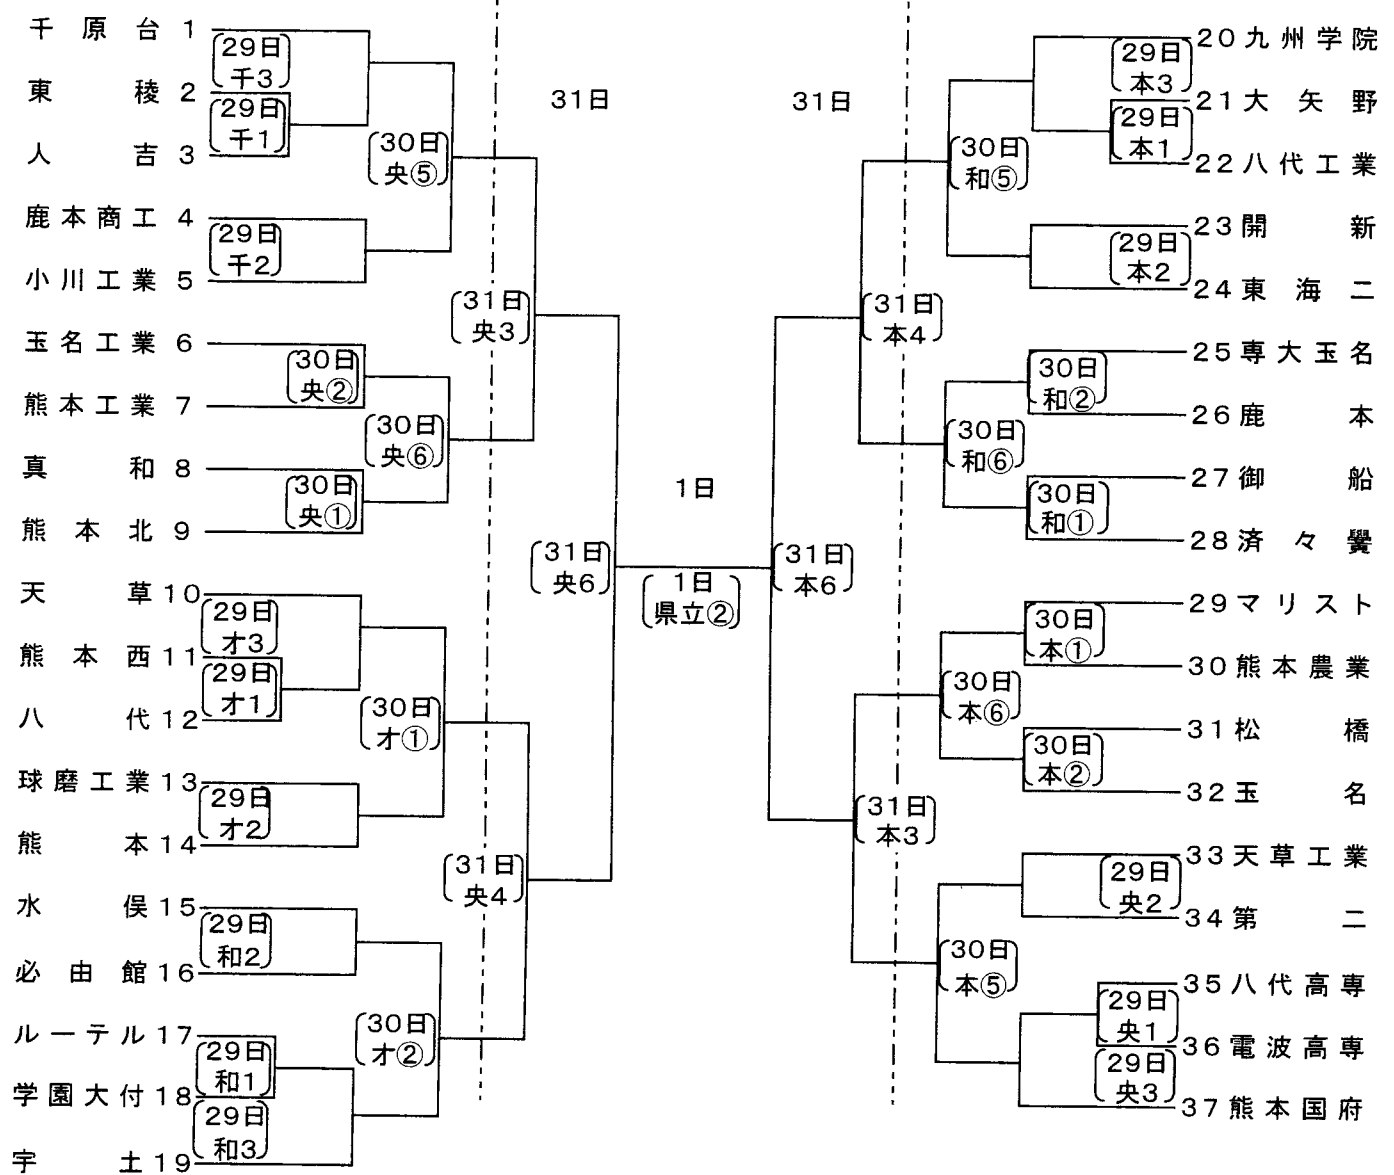 千原台 1
29日
千3
東稜 2
29日
千1
人吉 3
30日
央⑤
鹿本商工 4
29日
千2
小川工業 5
31日
央3
玉名工業 6
30日
央②
熊本工業 7
30日
央⑥
真和 8
30日
央①
熊本北 9
31日
央6
天草 10
29日
才3
熊本西 11
29日
才1
八代 12
30日
才①
球磨工業 13
29日
才2
熊本 14
31日
央4
水俣 15
29日
和2
必由館 16
30日
才②
ルーテル 17
29日
和1
学園大付 18
29日
和3
宇土 19
31日
31日
1日
1日
県立②
20 九州学院
29日
本3
21 大矢野
29日
本1
22 八代工業
30日
和⑤
23 開新
29日
本2
24 東海二
31日
本4
25 専大玉名
30日
和②
26 鹿本
30日
和⑥
27 御船
30日
和①
28 済々黌
31日
本6
29 マリスト
30日
本①
30 熊本農業
30日
本⑥
31 松橋
30日
本②
32 玉名
31日
本3
33 天草工業
29日
央2
34 第二
30日
本⑤
35 八代高専
29日
央1
36 電波高専
29日
央3
37 熊本国府